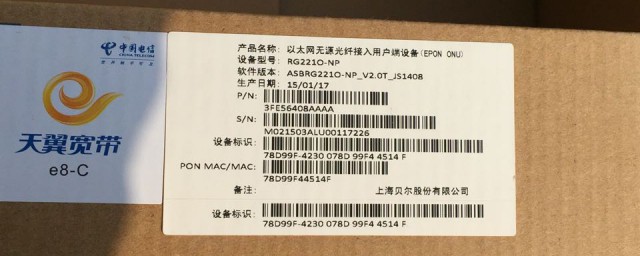 中国电信
天翼宽带
e8-C
产品名称： 以太网无源光纤接入用户端设备(EPON ONU)
设备型号： RG221O-NP
软件版本： ASBRG221O-NP_V2.0T_JS1408
生产日期： 15/01/17
P/N:
3FE56408AAAA
S/N:
M021503ALU00117226
设备标识：
78D99F-4230 078D 99F4 4514 F
PON MAC/MAC:
78D99F44514F
备注： 上海贝尔股份有限公司
设备标识：
78D99F-4230 078D 99F4 4514 F